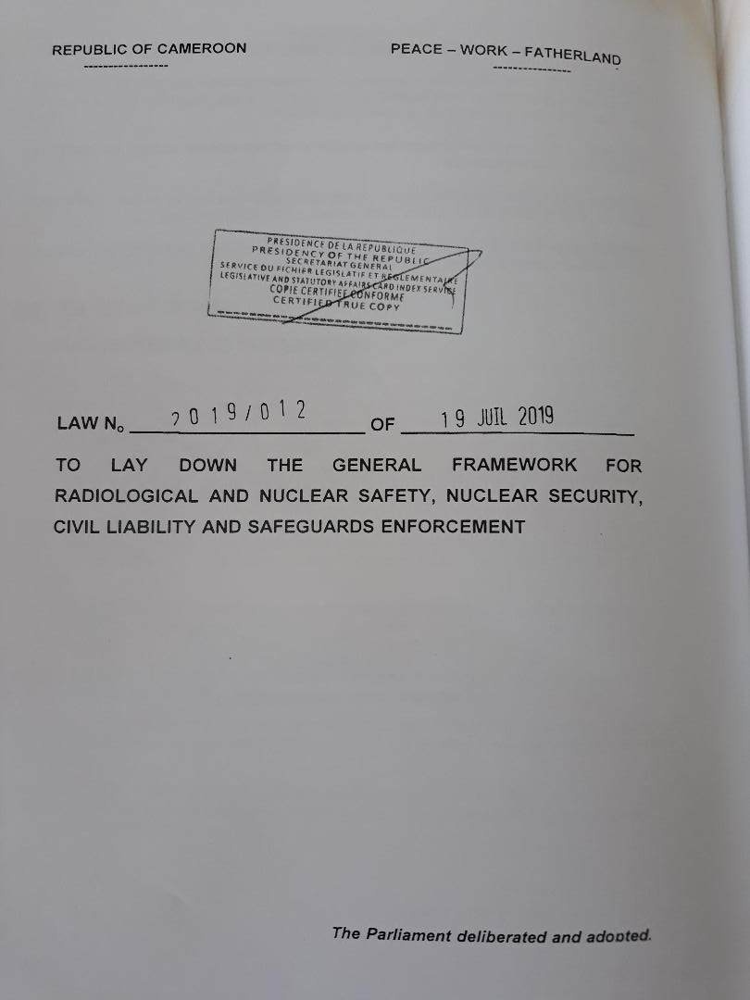 REPUBLIC OF CAMEROON
PEACE – WORK – FATHERLAND
PRESIDENCE DE LA REPUBLIQUE
PRESIDENCY OF THE REPUBLIC
SECRETARIAT GENERAL
SERVICE DU FICHIER LEGISLATIF ET REGLEMENTAIRE
LEGISLATIVE AND STATUTORY AFFAIRS CARD INDEX SERVICE
COPIE CERTIFIEE CONFORME
CERTIFIED TRUE COPY
LAW No 2019/012 OF 19 JUIL 2019
TO LAY DOWN THE GENERAL FRAMEWORK FOR
RADIOLOGICAL AND NUCLEAR SAFETY, NUCLEAR SECURITY,
CIVIL LIABILITY AND SAFEGUARDS ENFORCEMENT
The Parliament deliberated and adopted.